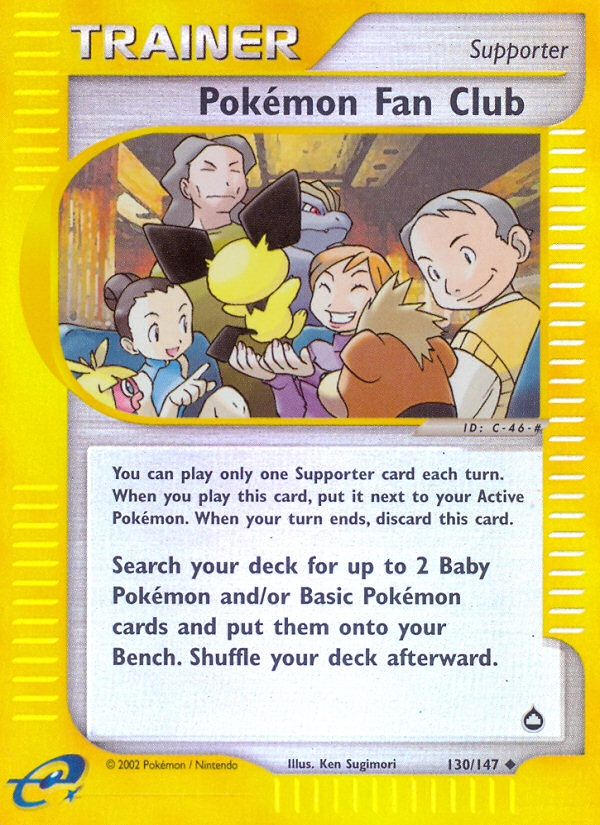 TRAINER
Supporter
Pokémon Fan Club
ID: C-46-#
You can play only one Supporter card each turn.
When you play this card, put it next to your Active
Pokémon. When your turn ends, discard this card.
Search your deck for up to 2 Baby
Pokémon and/or Basic Pokémon
cards and put them onto your
Bench. Shuffle your deck afterward.
© 2002 Pokémon / Nintendo
Illus. Ken Sugimori
130/147 ◆
e